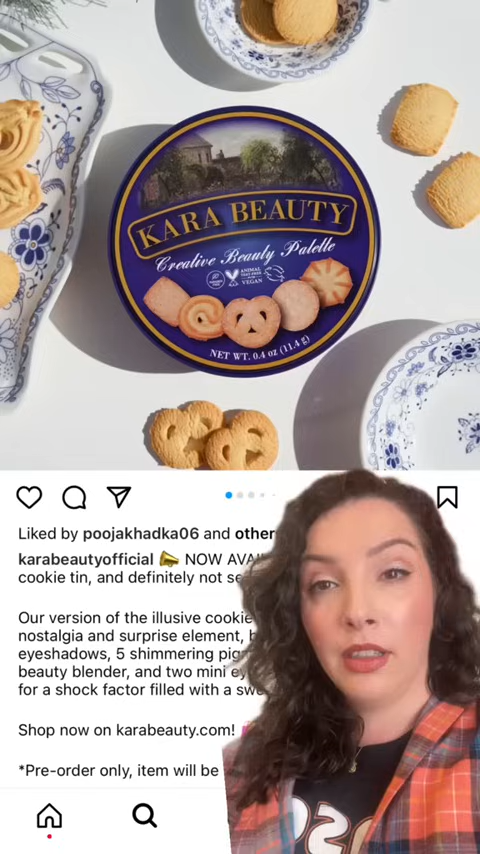 KARA BEAUTY
Creative Beauty Palette
ANIMAL
VEGAN
NET WT. 0.4 oz (11.4 g)
Liked by poojakhadka06 and other
karabeautyofficial 📣 NOW AVAI
cookie tin, and definitely not se
Our version of the illusive cookie
nostalgia and surprise element,
eyeshadows, 5 shimmering pig
beauty blender, and two mini ey
for a shock factor filled with a swe
Shop now on karabeauty.com!
*Pre-order only, item will be